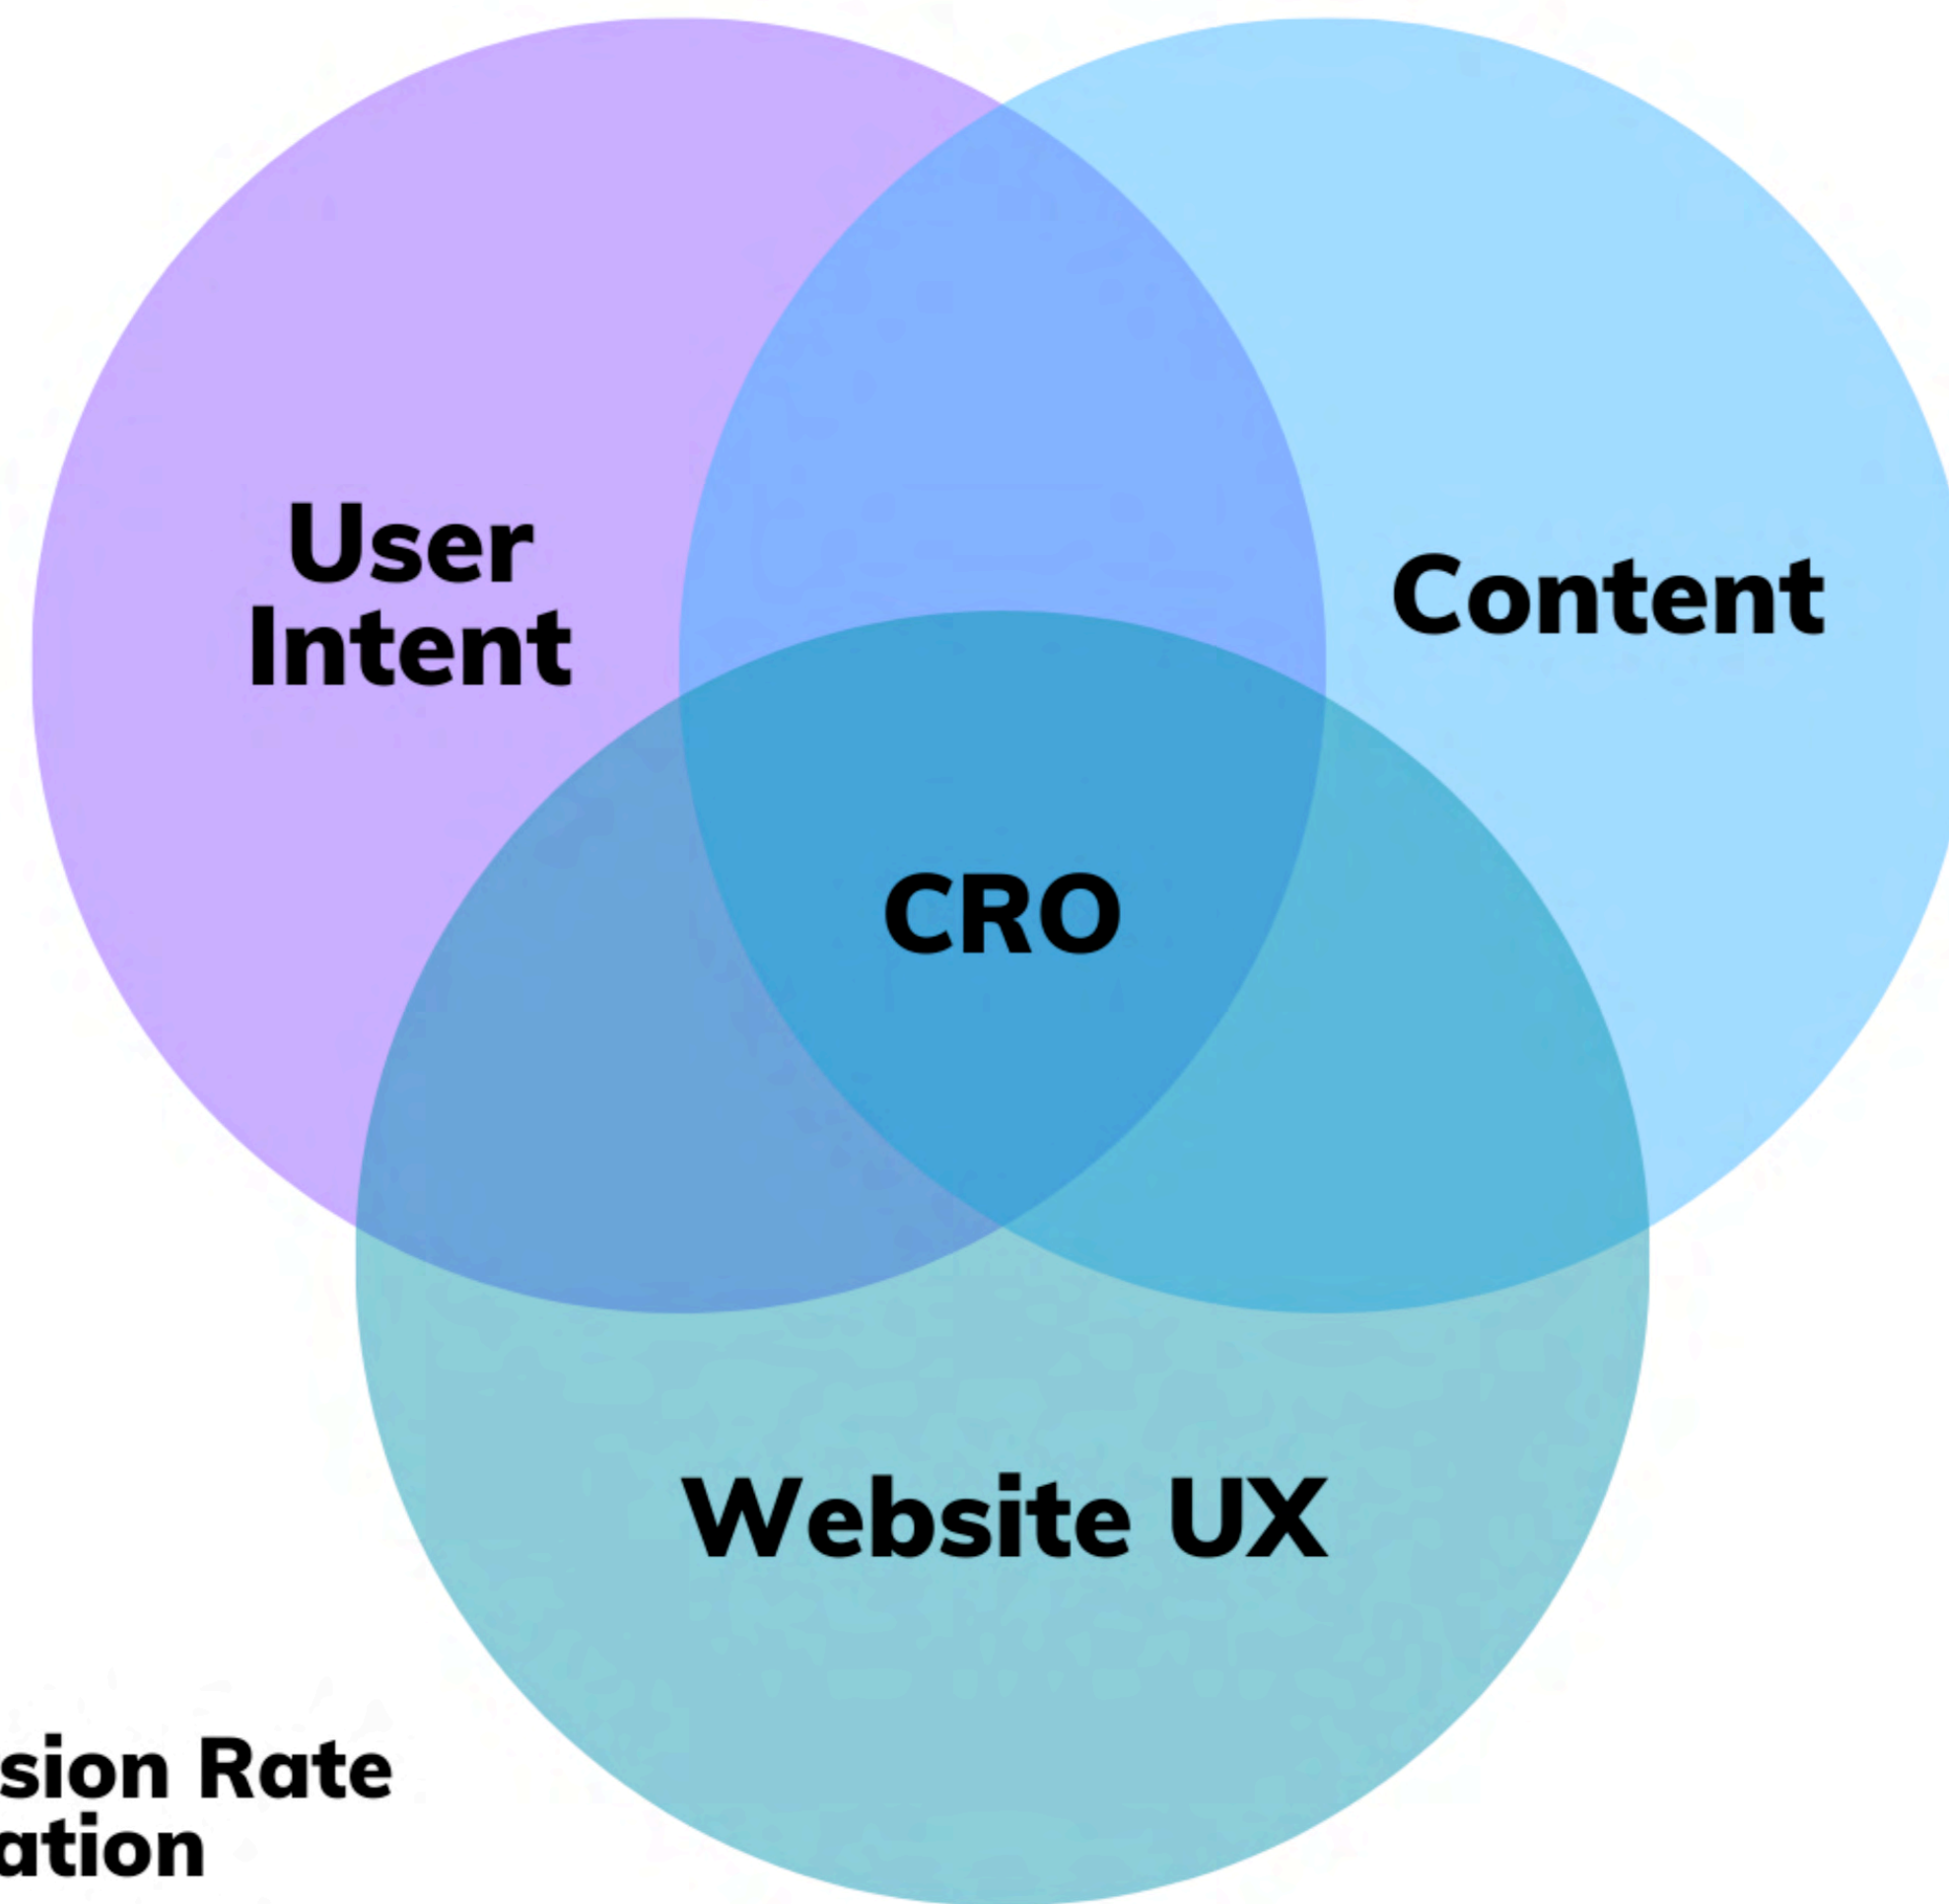 User
Intent
Content
CRO
Website UX
sion Rate
ation